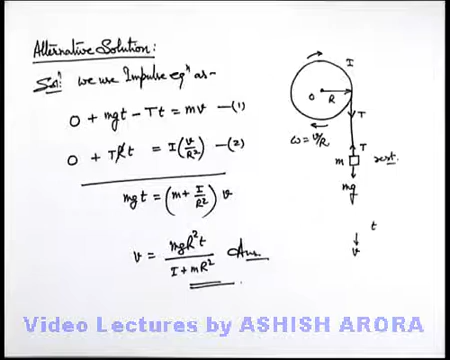 Alternative Solution:
Solⁿ: we use Impulse eqⁿ as-
0 + mgt - Tt = mv -(1)
0 + TRt = I(v/R²) -(2)
mgt = (m + I/R²) v
v = mgR²t / (I + mR²) Ans.
I
O
R
T
ω = v/R
T
m
rest.
mg
t
v
Video Lectures by ASHISH ARORA